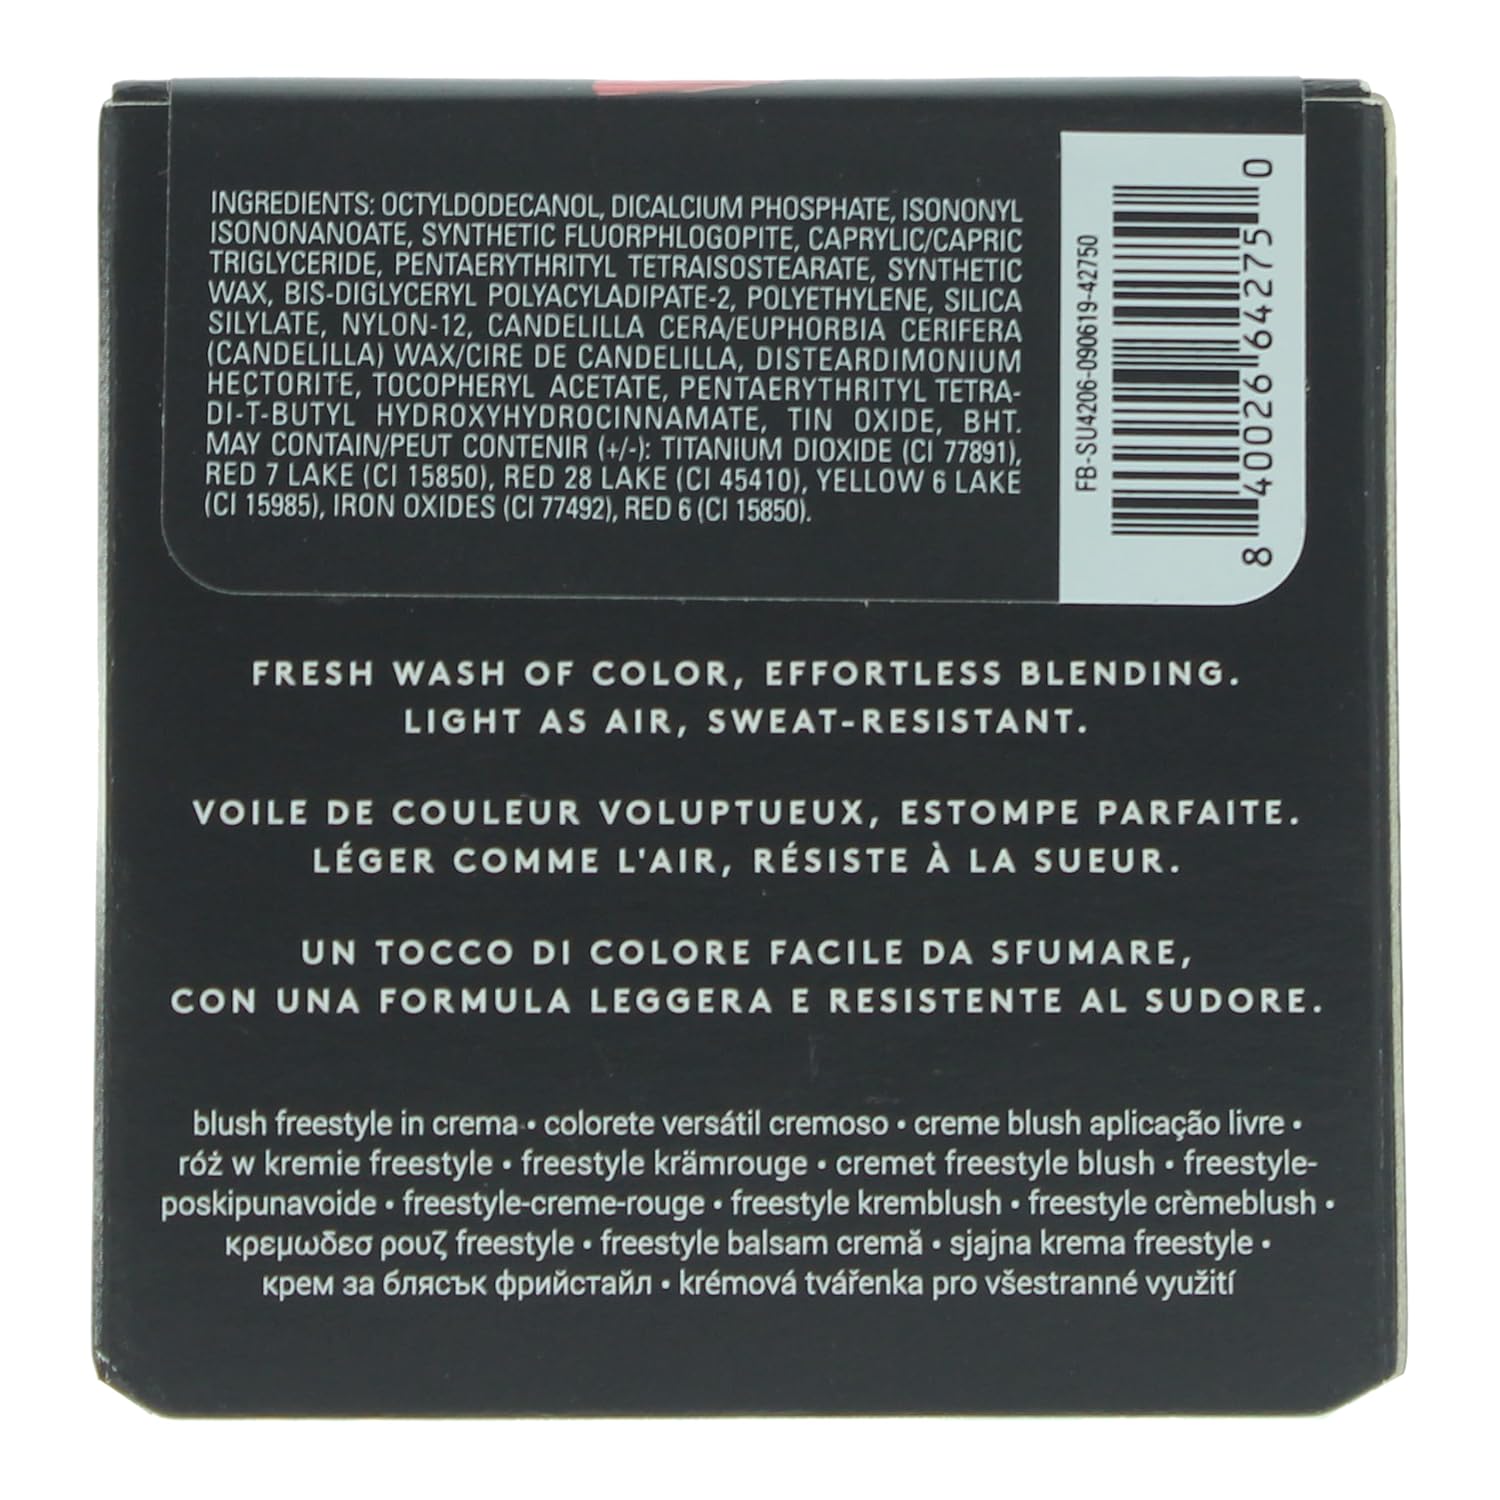 INGREDIENTS: OCTYLDODECANOL, DICALCIUM PHOSPHATE, ISONONYL
ISONONANOATE, SYNTHETIC FLUORPHLOGOPITE, CAPRYLIC/CAPRIC
TRIGLYCERIDE, PENTAERYTHRITYL TETRAISOSTEARATE, SYNTHETIC
WAX, BIS-DIGLYCERYL POLYACYLADIPATE-2, POLYETHYLENE, SILICA
SILYLATE, NYLON-12, CANDELILLA CERA/EUPHORBIA CERIFERA
(CANDELILLA) WAX/CIRE DE CANDELILLA, DISTEARDIMONIUM
HECTORITE, TOCOPHERYL ACETATE, PENTAERYTHRITYL TETRA-
DI-T-BUTYL HYDROXYHYDROCINNAMATE, TIN OXIDE, BHT.
MAY CONTAIN/PEUT CONTENIR (+/-): TITANIUM DIOXIDE (CI 77891),
RED 7 LAKE (CI 15850), RED 28 LAKE (CI 45410), YELLOW 6 LAKE
(CI 15985), IRON OXIDES (CI 77492), RED 6 (CI 15850).
FB-SU4206-090619-42750
8 40026 64275 0
FRESH WASH OF COLOR, EFFORTLESS BLENDING.
LIGHT AS AIR, SWEAT-RESISTANT.
VOILE DE COULEUR VOLUPTUEUX, ESTOMPE PARFAITE.
LÉGER COMME L'AIR, RÉSISTE À LA SUEUR.
UN TOCCO DI COLORE FACILE DA SFUMARE,
CON UNA FORMULA LEGGERA E RESISTENTE AL SUDORE.
blush freestyle in crema • colorete versátil cremoso • creme blush aplicação livre •
róż w kremie freestyle • freestyle krämrouge • cremet freestyle blush • freestyle-
poskipunavoide • freestyle-creme-rouge • freestyle kremblush • freestyle crèmeblush •
κρεμωδεσ ρουζ freestyle • freestyle balsam cremă • sjajna krema freestyle •
крем за блясък фрийстайл • krémová tvářenka pro všestranné využití